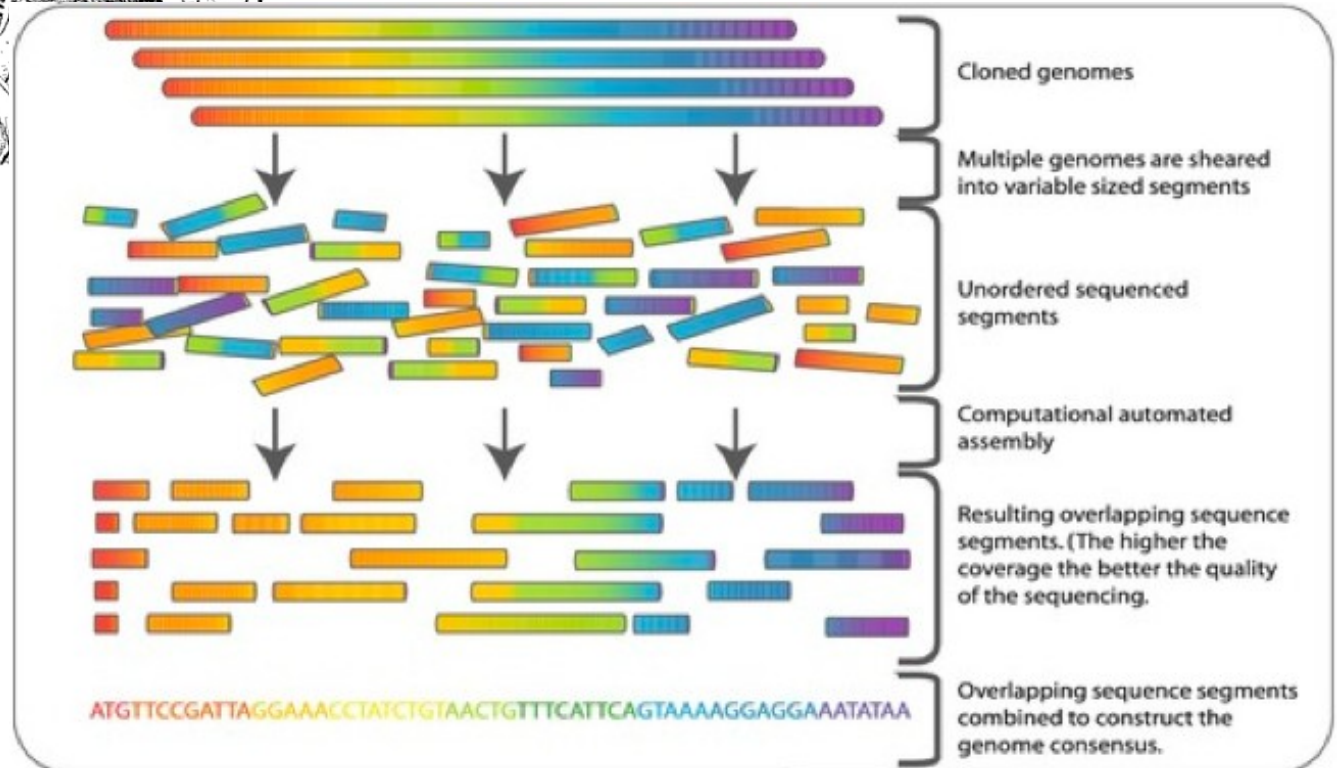 Cloned genomes
Multiple genomes are sheared
into variable sized segments
Unordered sequenced
segments
Computational automated
assembly
Resulting overlapping sequence
segments. (The higher the
coverage the better the quality
of the sequencing.
ATGTTCCGATTAGGAAACCTATCTGTAACTGTTTCATTCAGTAAAAGGAGGAAATATAA
Overlapping sequence segments
combined to construct the
genome consensus.